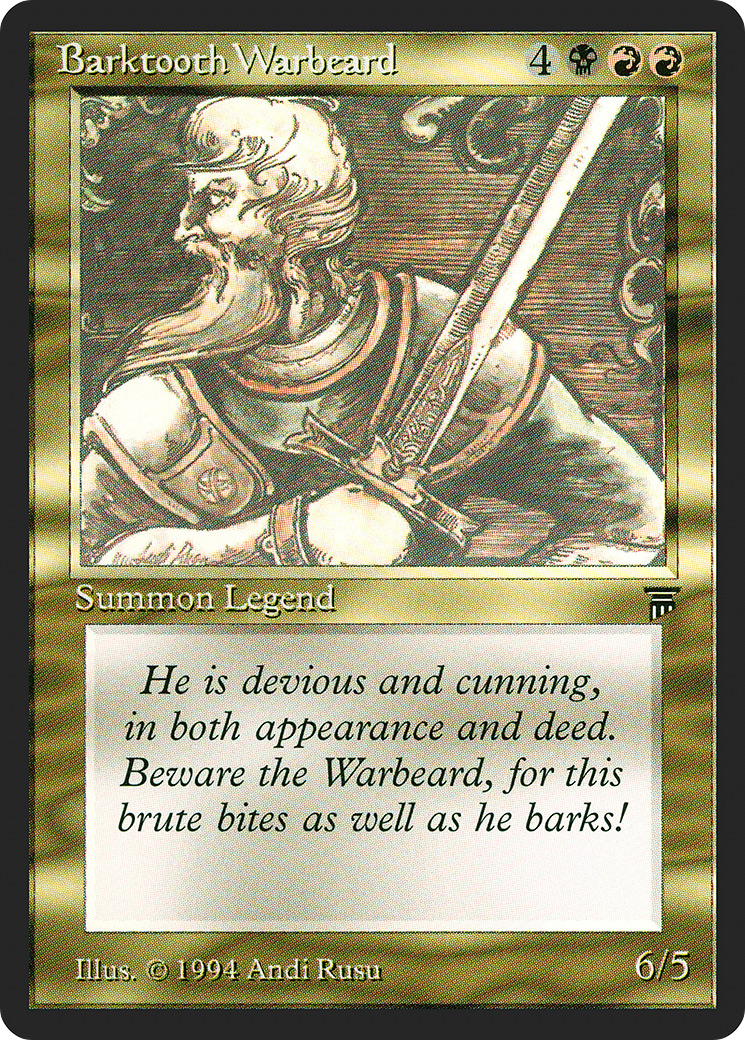 Barktooth Warbeard 4
He is devious and cunning,
in both appearance and deed.
Beware the Warbeard, for this
brute bites as well as he barks!
Summon Legend
Illus. © 1994 Andi Rusu
6/5